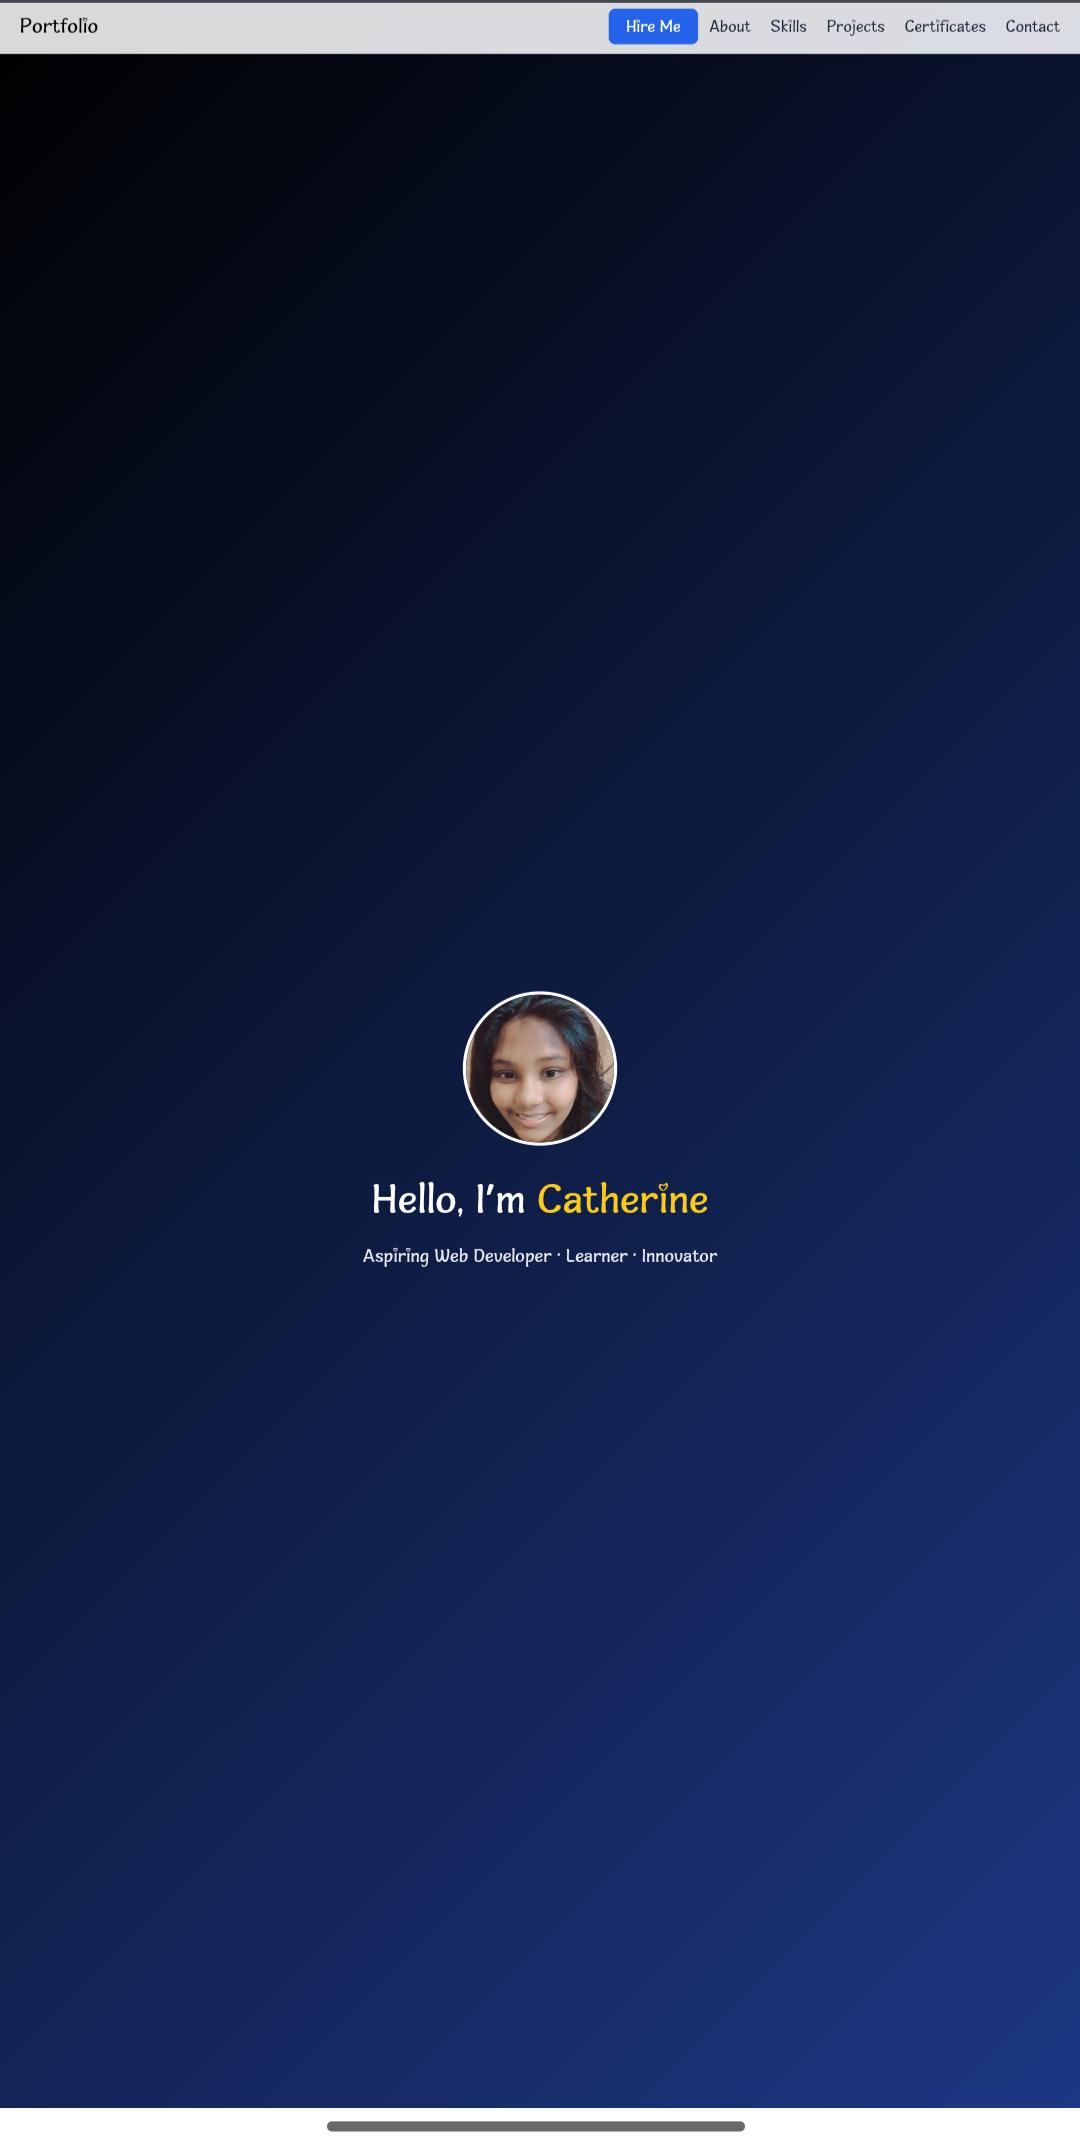 Portfolio
Hire Me About Skills Projects Certificates Contact
Hello, I'm Catherine
Aspiring Web Developer · Learner · Innovator